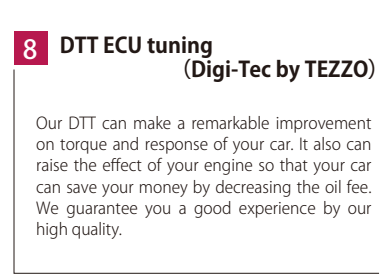 8 DTT ECU tuning
（Digi-Tec by TEZZO）
Our DTT can make a remarkable improvement
on torque and response of your car. It also can
raise the effect of your engine so that your car
can save your money by decreasing the oil fee.
We guarantee you a good experience by our
high quality.